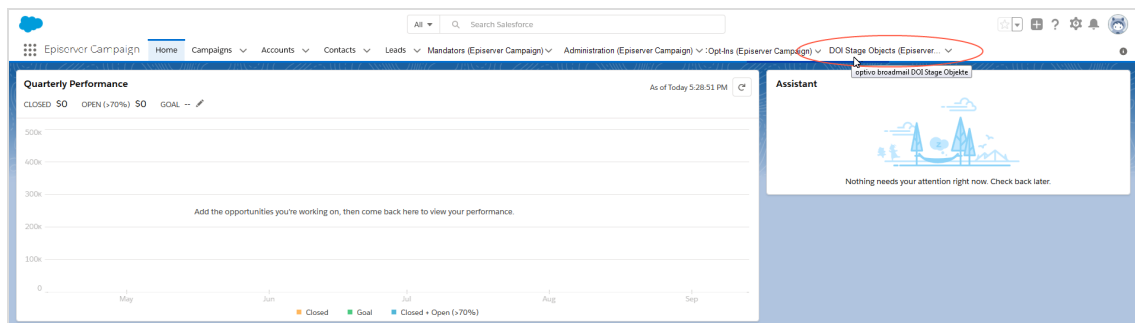 All
Search Salesforce
Episerver Campaign Home Campaigns Accounts Contacts Leads Mandators (Episerver Campaign) Administration (Episerver Campaign) Opt-Ins (Episerver Campaign) DOI Stage Objects (Episerver...
optivo broadmail DOI Stage Objekte
Quarterly Performance
As of Today 5:28:51 PM
CLOSED $0 OPEN (>70%) $0 GOAL --
500K
400K
300K
Add the opportunities you're working on, then come back here to view your performance.
200K
100K
0
May Jun Jul Aug Sep
Closed Goal Closed + Open (>70%)
Assistant
Nothing needs your attention right now. Check back later.